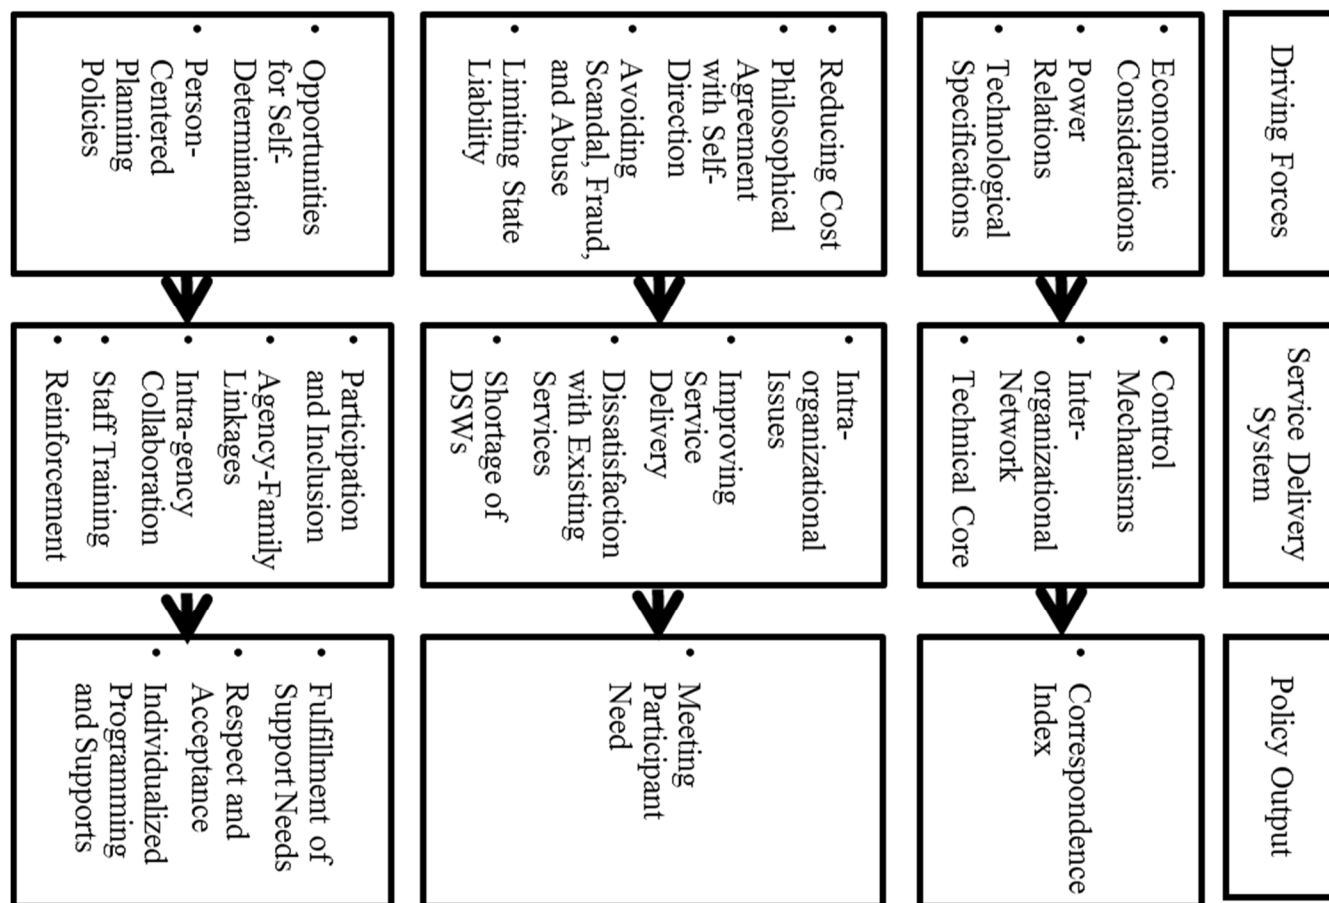 Driving Forces
Service Delivery
System
Policy Output
• Economic
Considerations
• Power
Relations
• Technological
Specifications
• Control
Mechanisms
• Inter-
organizational
Network
• Technical Core
• Correspondence
Index
• Reducing Cost
• Philosophical
Agreement
with Self-
Direction
• Avoiding
Scandal, Fraud,
and Abuse
• Limiting State
Liability
• Intra-
organizational
Issues
• Improving
Service
Delivery
• Dissatisfaction
with Existing
Services
• Shortage of
DSWs
• Meeting
Participant
Need
• Opportunities
for Self-
Determination
• Person-
Centered
Planning
Policies
• Participation
and Inclusion
• Agency-Family
Linkages
• Intra-gency
Collaboration
• Staff Training
• Reinforcement
• Fulfillment of
Support Needs
• Respect and
Acceptance
• Individualized
Programming
and Supports